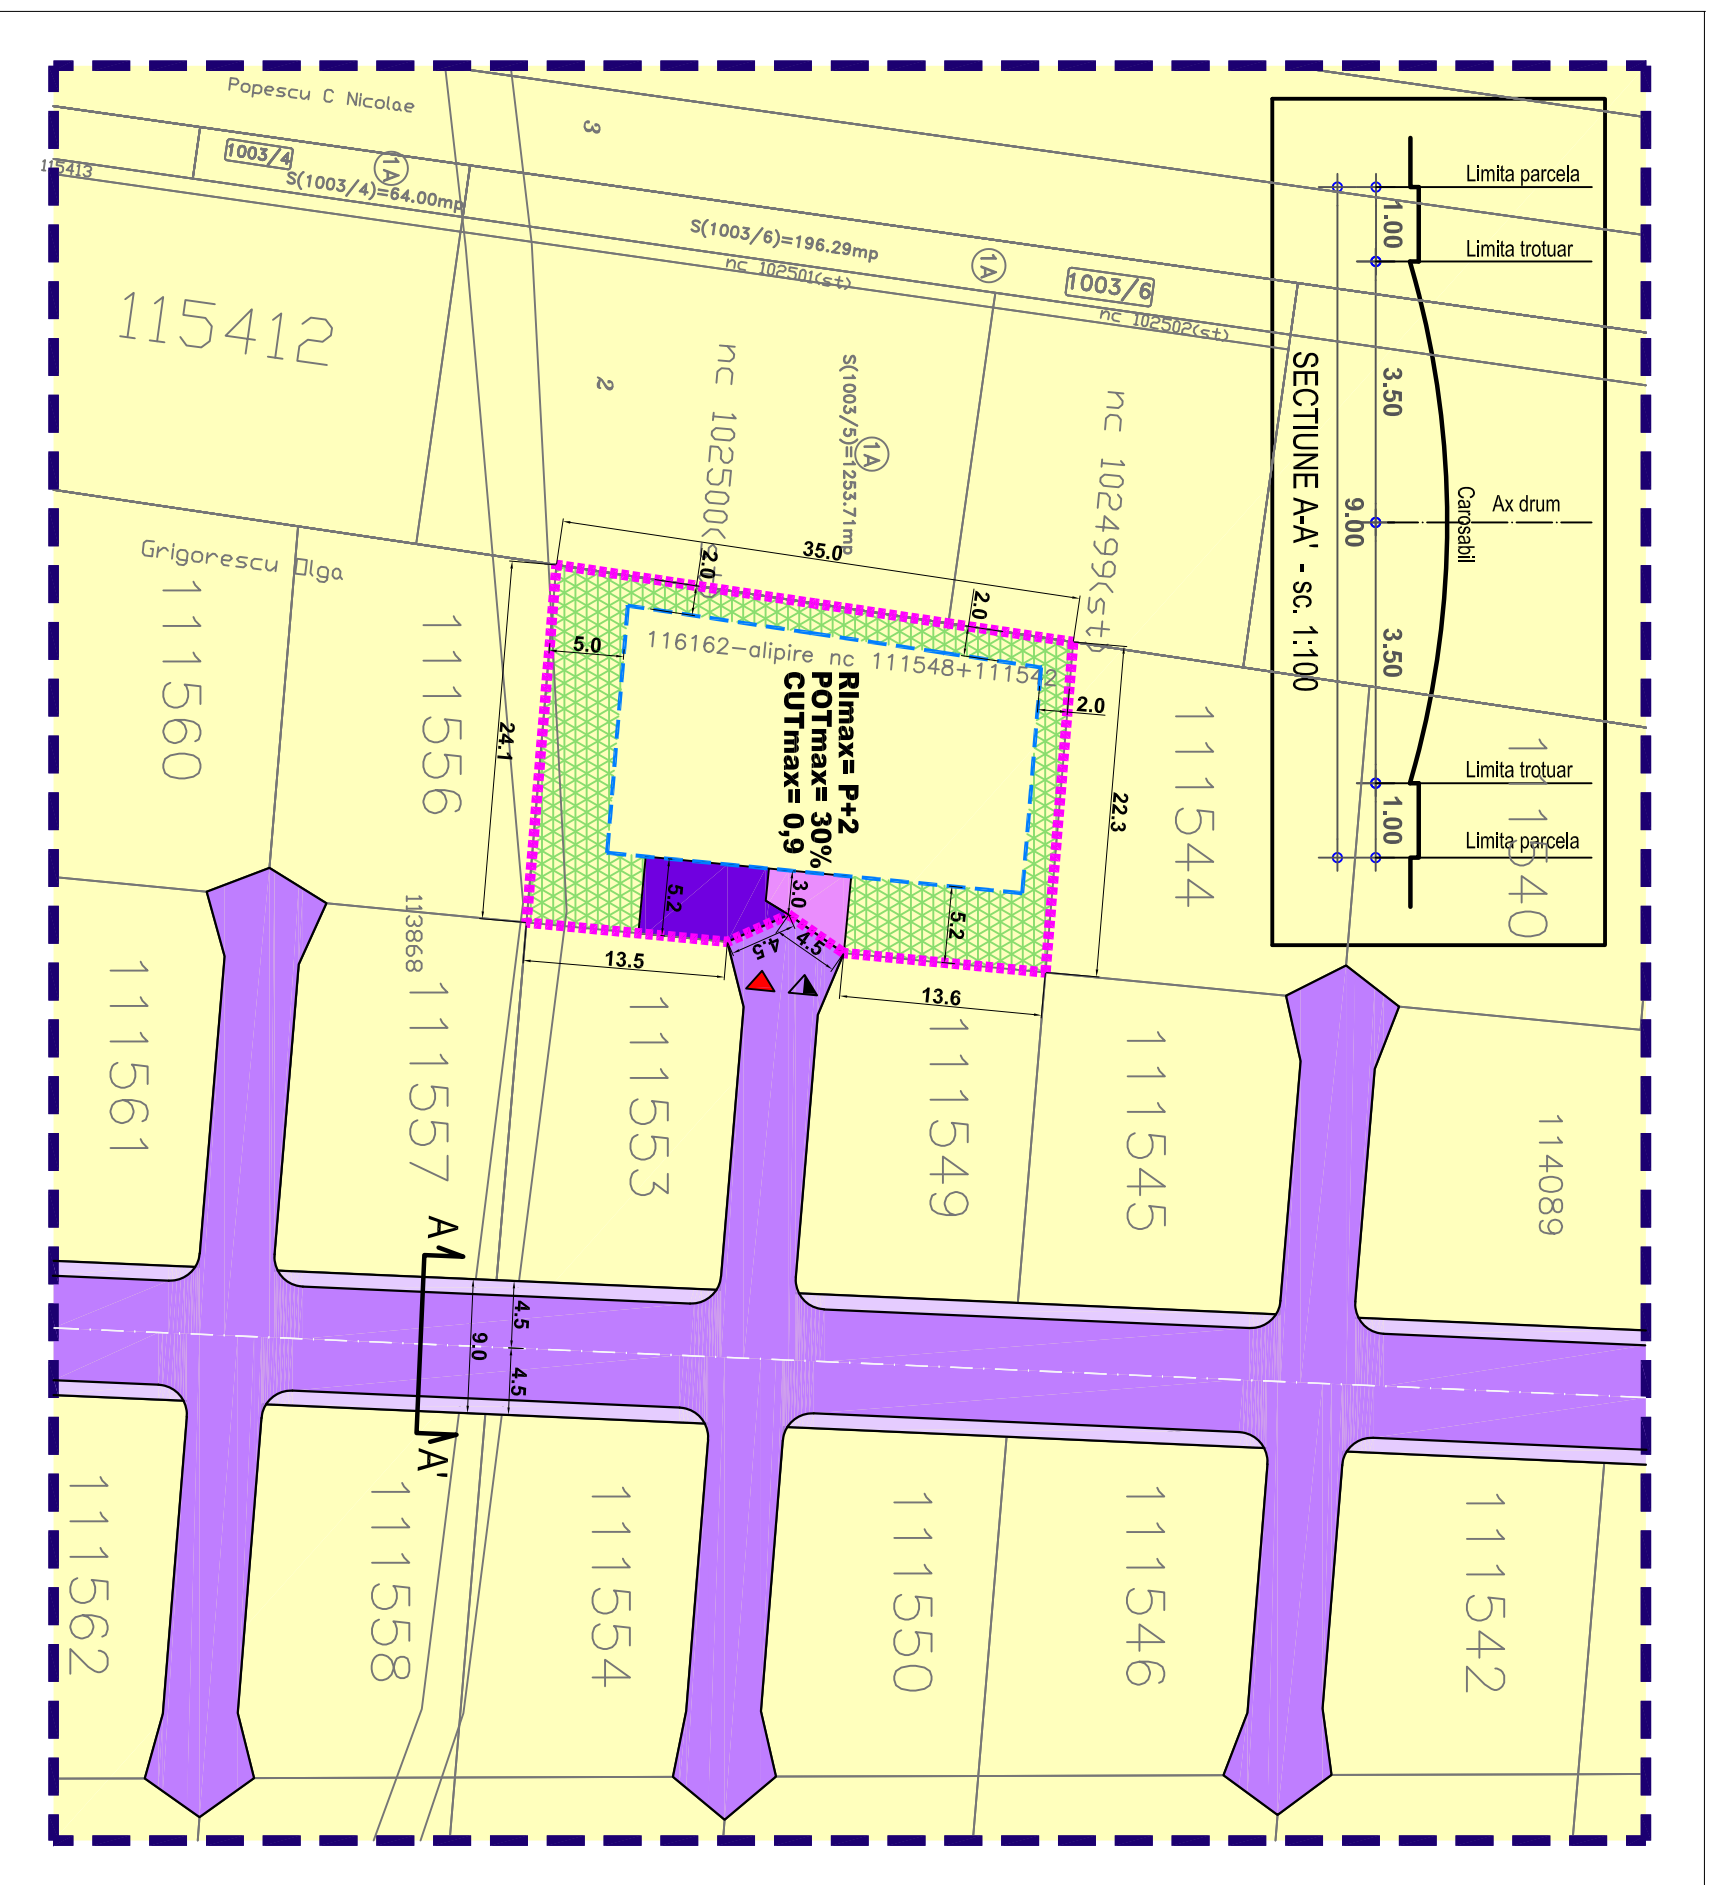 Popescu C Nicolae
3
1003/4
1A
115413
S(1003/4)=64.00mp
S(1003/6)=196.29mp
nc 102501(st)
1A
1003/6
nc 102502(st)
115412
2
nc 102500(st)
S(1003/5)=1253.71mp
1A
nc 102499(st)
Limita parcela
1.00
Limita trotuar
3.50
Ax drum
Carosabil
9.00
3.50
Limita trotuar
1.00
Limita parcela
SECTIUNE A-A' - sc. 1:100
Grigorescu Olga
111560
111556
35.0
2.0
2.0
5.0
116162-alipire nc 111548+111542
2.0
RImax= P+2
POTmax= 30%
CUTmax= 0,9
24.1
22.3
111544
111540
5.2
3.0
5.2
4.5
4.5
13.5
13.6
113868
111561
111557
111553
111549
111545
114089
A
4.5
9.0
4.5
A'
111562
111558
111554
111550
111546
111542